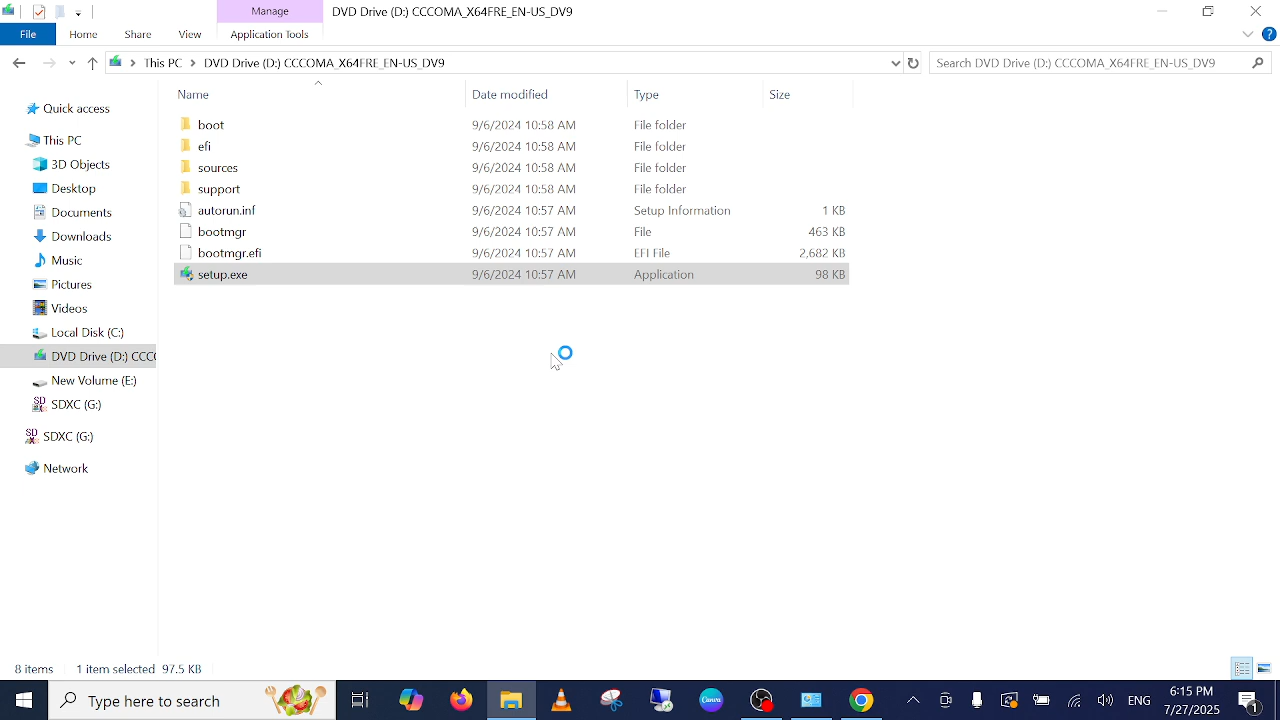 Manage
DVD Drive (D:) CCCOMA_X64FRE_EN-US_DV9
File
Home
Share
View
Application Tools
This PC
DVD Drive (D:) CCCOMA_X64FRE_EN-US_DV9
Search DVD Drive (D:) CCCOMA_X64FRE_EN-US_DV9
Name
Date modified
Type
Size
Quick access
This PC
3D Objects
Desktop
Documents
Downloads
Music
Pictures
Videos
Local Disk (C:)
DVD Drive (D:) CCC
New Volume (E:)
SDXC (G:)
SDXC (G:)
Network
boot 9/6/2024 10:58 AM File folder
efi 9/6/2024 10:58 AM File folder
sources 9/6/2024 10:58 AM File folder
support 9/6/2024 10:58 AM File folder
autorun.inf 9/6/2024 10:57 AM Setup Information 1 KB
bootmgr 9/6/2024 10:57 AM File 463 KB
bootmgr.efi 9/6/2024 10:57 AM EFI File 2,682 KB
setup.exe 9/6/2024 10:57 AM Application 98 KB
8 items 1 item selected 97.5 KB
Type here to search
Canva
ENG
6:15 PM
7/27/2025
1